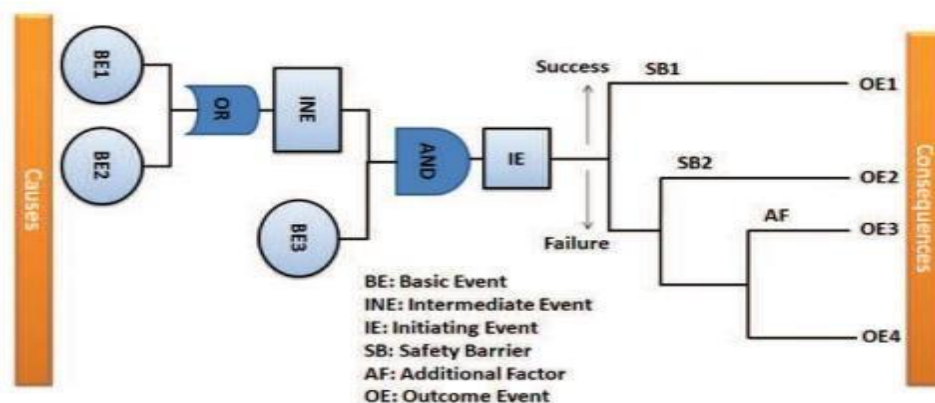 Causes
BE1
BE2
OR
INE
BE3
AND
IE
Success
Failure
SB1
SB2
AF
OE1
OE2
OE3
OE4
Consequences
BE: Basic Event
INE: Intermediate Event
IE: Initiating Event
SB: Safety Barrier
AF: Additional Factor
OE: Outcome Event